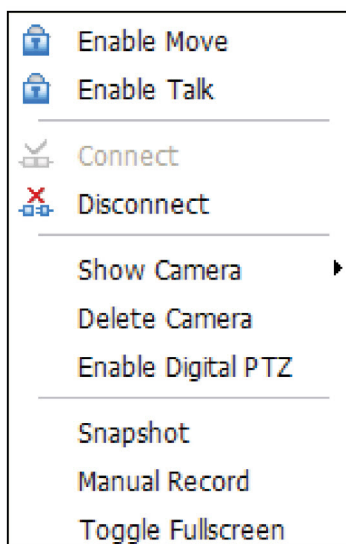 Enable Move
Enable Talk
Connect
Disconnect
Show Camera
Delete Camera
Enable Digital PTZ
Snapshot
Manual Record
Toggle Fullscreen